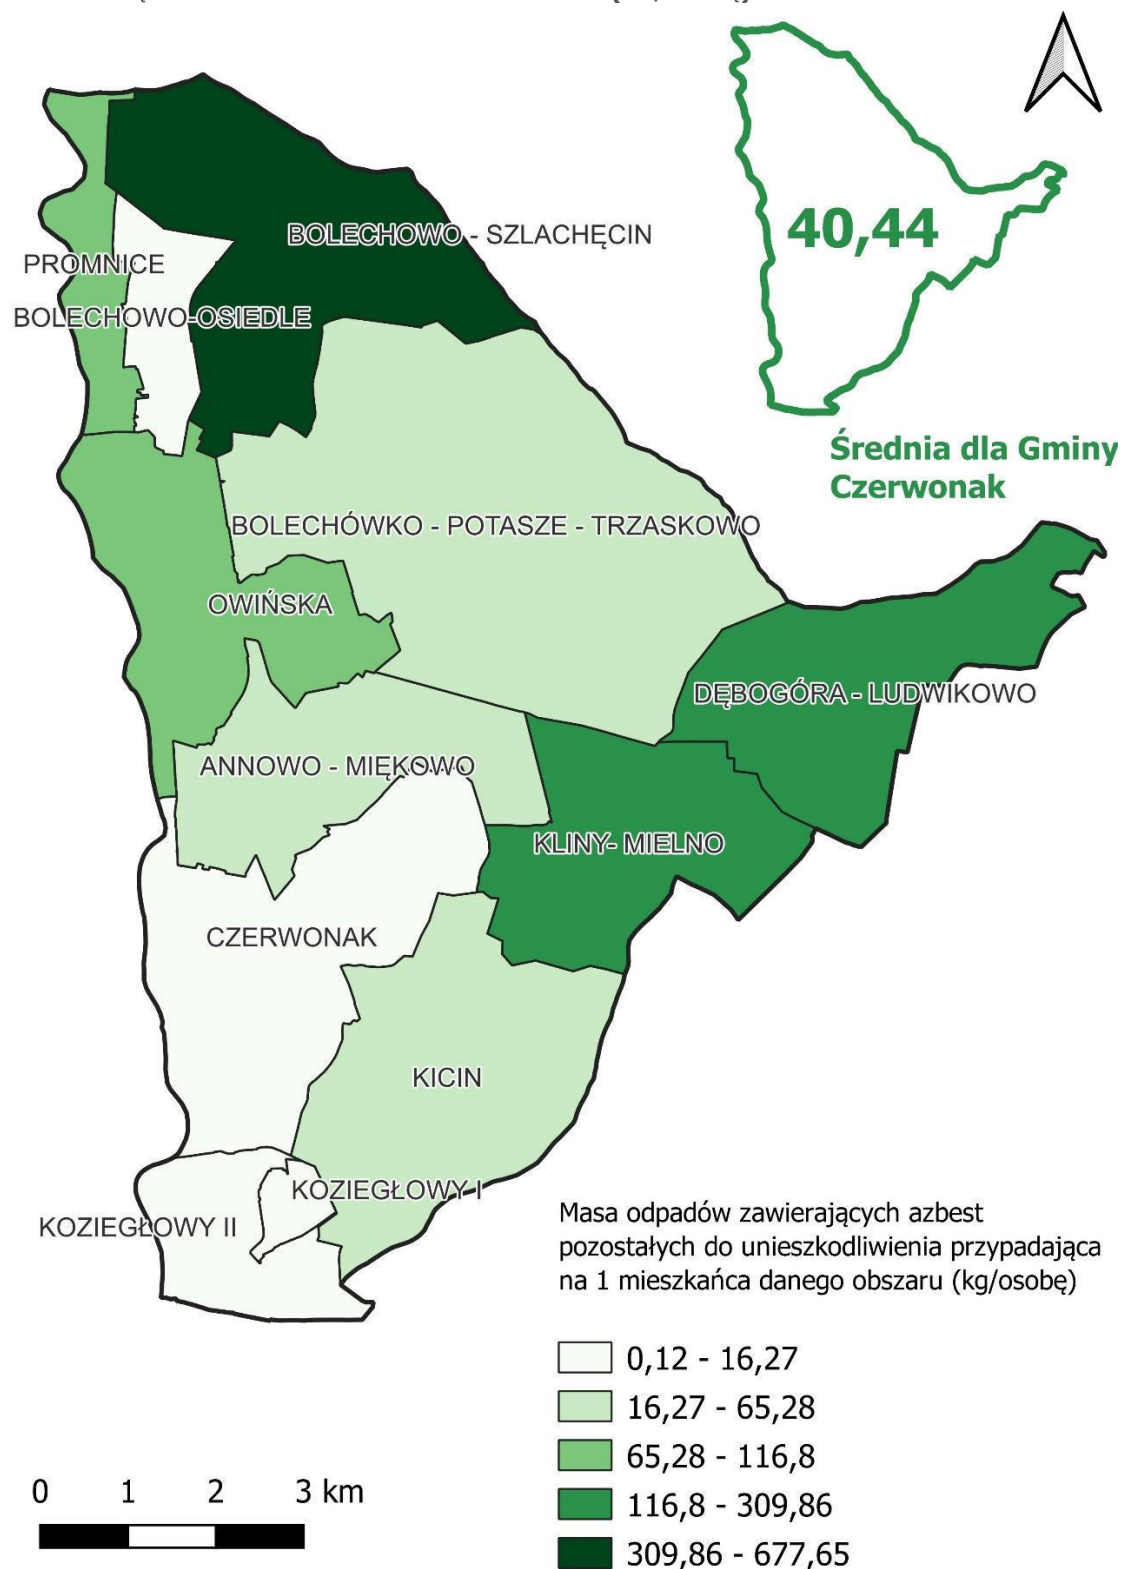 40,44
BOLECHOWO - SZLACHĘCIN
PROMNICE
BOLECHOWO-OSIEDLE
Średnia dla Gminy
Czerwonak
BOLECHÓWKO - POTASZE - TRZASKOWO
OWIŃSKA
DĘBOGÓRA - LUDWIKOWO
ANNOWO - MIĘKOWO
KLINY- MIELNO
CZERWONAK
KICIN
KOZIEGŁOWY I
KOZIEGŁOWY II
Masa odpadów zawierających azbest
pozostałych do unieszkodliwienia przypadająca
na 1 mieszkańca danego obszaru (kg/osobę)
0,12 - 16,27
16,27 - 65,28
65,28 - 116,8
116,8 - 309,86
309,86 - 677,65
0 1 2 3 km